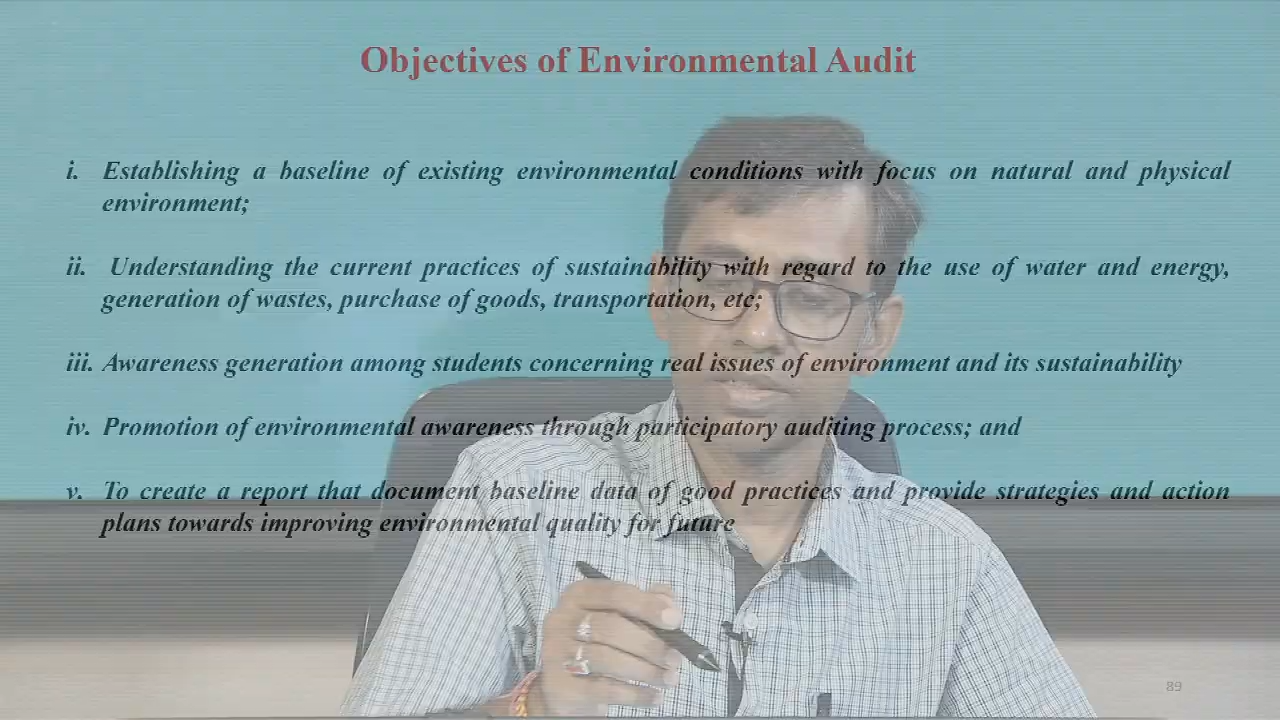 Objectives of Environmental Audit
i. Establishing a baseline of existing environmental conditions with focus on natural and physical
environment;
ii. Understanding the current practices of sustainability with regard to the use of water and energy,
generation of wastes, purchase of goods, transportation, etc;
iii. Awareness generation among students concerning real issues of environment and its sustainability
iv. Promotion of environmental awareness through participatory auditing process; and
v. To create a report that document baseline data of good practices and provide strategies and action
plans towards improving environmental quality for future
89